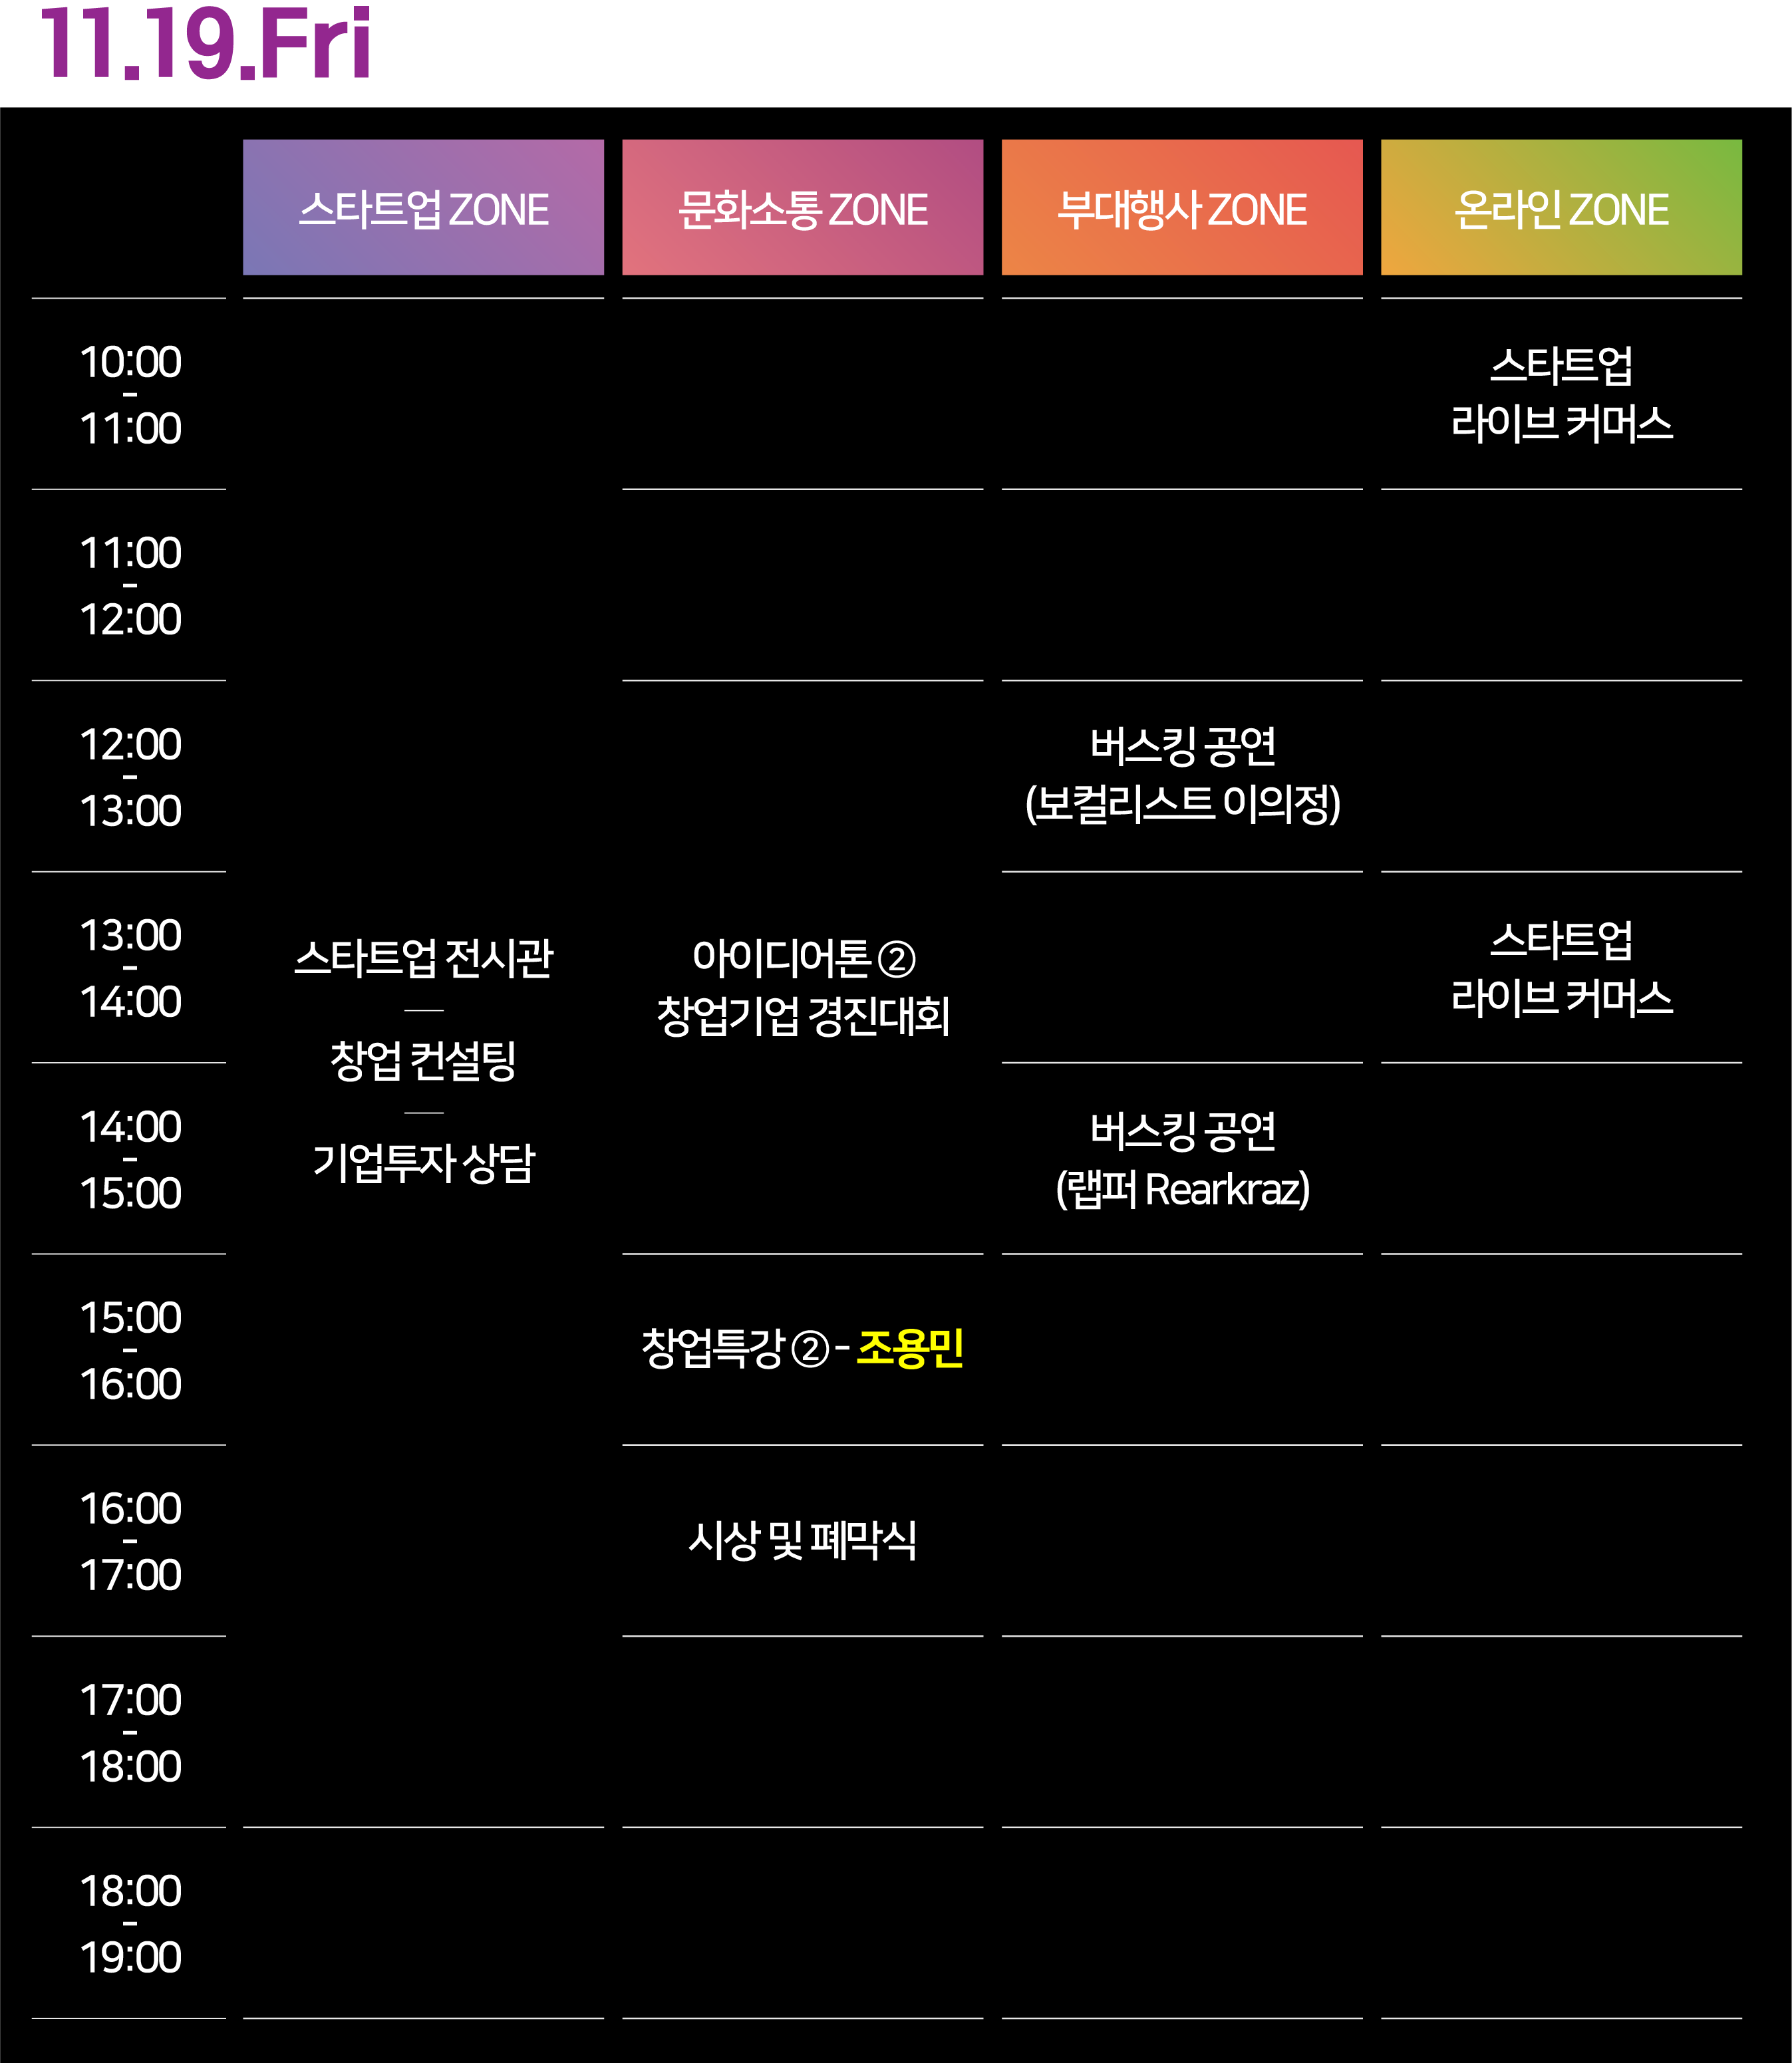 11.19.Fri
스타트업 ZONE
문화소통 ZONE
부대행사 ZONE
온라인 ZONE
10:00
-
11:00
스타트업
라이브 커머스
11:00
-
12:00
12:00
-
13:00
버스킹 공연
(보컬리스트 이의정)
13:00
-
14:00
스타트업 전시관
창업 컨설팅
기업투자 상담
아이디어톤 ②
창업기업 경진대회
스타트업
라이브 커머스
14:00
-
15:00
버스킹 공연
(랩퍼 Rearkraz)
15:00
-
16:00
창업특강 ② - 조용민
16:00
-
17:00
시상 및 폐막식
17:00
-
18:00
18:00
-
19:00